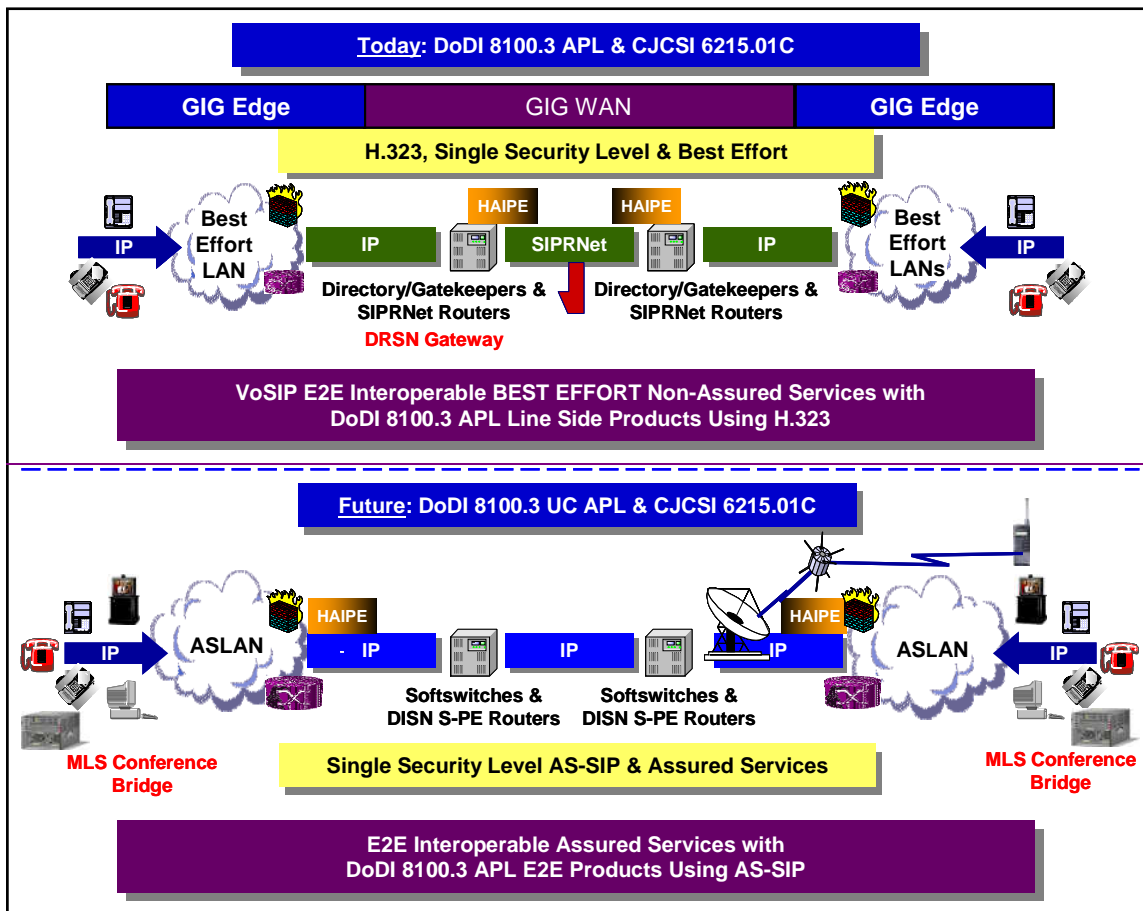 Today: DoDI 8100.3 APL & CJCSI 6215.01C
GIG Edge
GIG WAN
GIG Edge
H.323, Single Security Level & Best Effort
HAIPE
HAIPE
Best
Effort
LAN
Best
Effort
LANs
IP
IP
SIPRNet
IP
IP
Directory/Gatekeepers &
SIPRNet Routers
DRSN Gateway
Directory/Gatekeepers &
SIPRNet Routers
VoSIP E2E Interoperable BEST EFFORT Non-Assured Services with
DoDI 8100.3 APL Line Side Products Using H.323
Future: DoDI 8100.3 UC APL & CJCSI 6215.01C
HAIPE
HAIPE
IP
ASLAN
- IP
IP
IP
ASLAN
IP
Softswitches &
DISN S-PE Routers
Softswitches &
DISN S-PE Routers
MLS Conference
Bridge
Single Security Level AS-SIP & Assured Services
MLS Conference
Bridge
E2E Interoperable Assured Services with
DoDI 8100.3 APL E2E Products Using AS-SIP